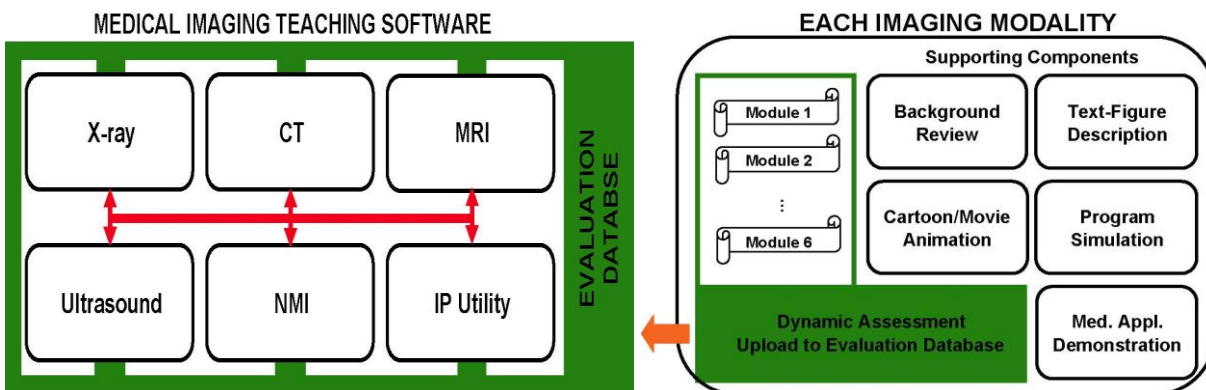 MEDICAL IMAGING TEACHING SOFTWARE
X-ray
CT
MRI
Ultrasound
NMI
IP Utility
EVALUATION
DATABSE
EACH IMAGING MODALITY
Supporting Components
Module 1
Module 2
...
Module 6
Background
Review
Text-Figure
Description
Cartoon/Movie
Animation
Program
Simulation
Dynamic Assessment
Upload to Evaluation Database
Med. Appl.
Demonstration